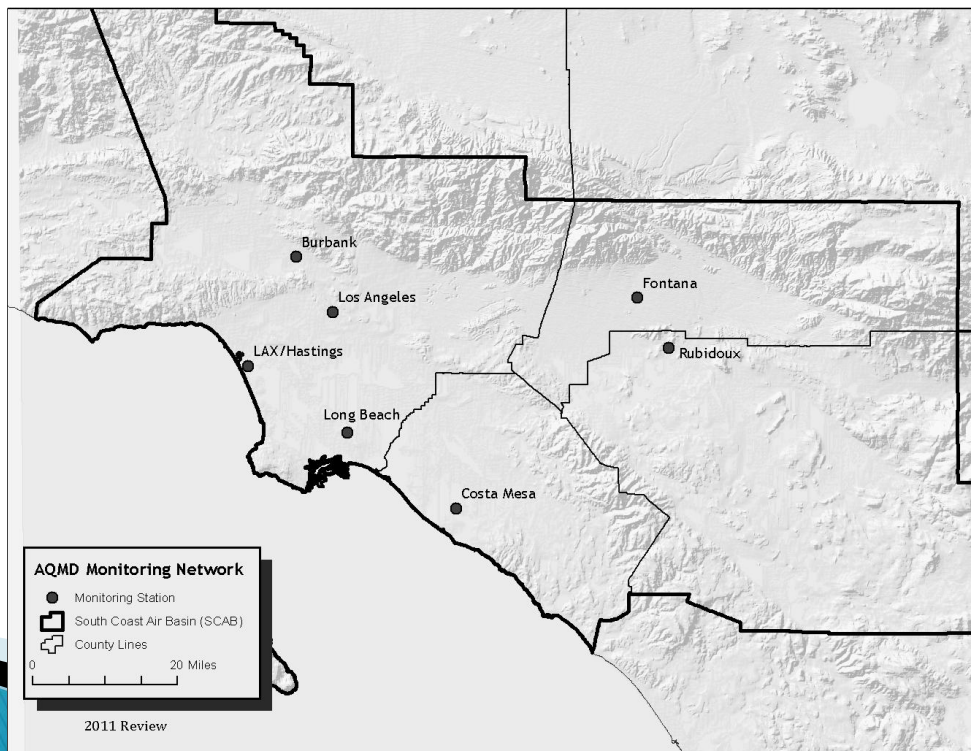 Burbank
Los Angeles
Fontana
LAX/Hastings
Rubidoux
Long Beach
Costa Mesa
AQMD Monitoring Network
Monitoring Station
South Coast Air Basin (SCAB)
County Lines
0 20 Miles
2011 Review